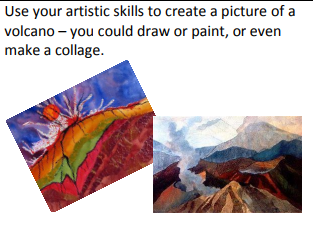 Use your artistic skills to create a picture of a
volcano – you could draw or paint, or even
make a collage.